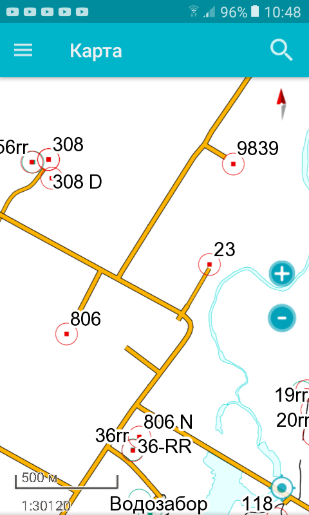 96% 10:48
Карта
56rr 308
9839
308 D
23
806
19rr
806 N
20rr
36rr
36-RR
500 м
1:30120
Водозабор
118